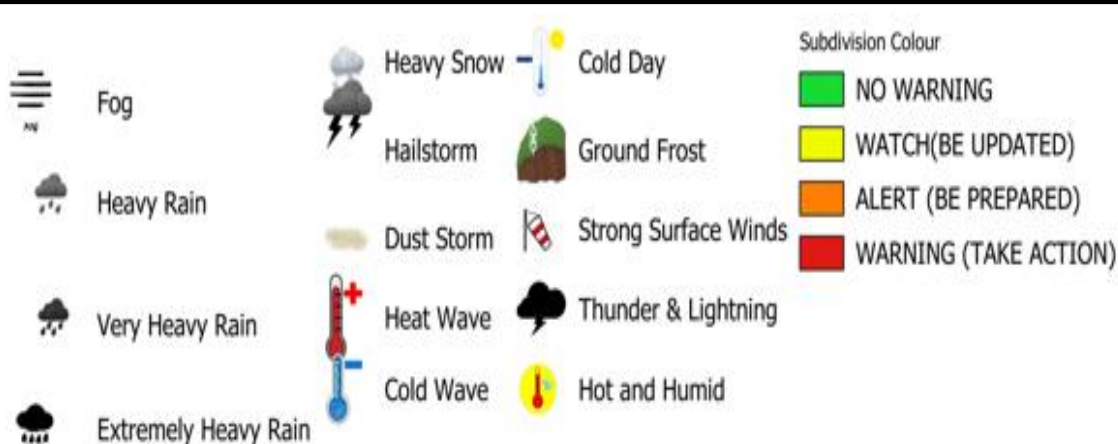 Fog
Heavy Rain
Very Heavy Rain
Extremely Heavy Rain
Heavy Snow
Hailstorm
Dust Storm
Heat Wave
Cold Wave
Cold Day
Ground Frost
Strong Surface Winds
Thunder & Lightning
Hot and Humid
Subdivision Colour
NO WARNING
WATCH(BE UPDATED)
ALERT (BE PREPARED)
WARNING (TAKE ACTION)